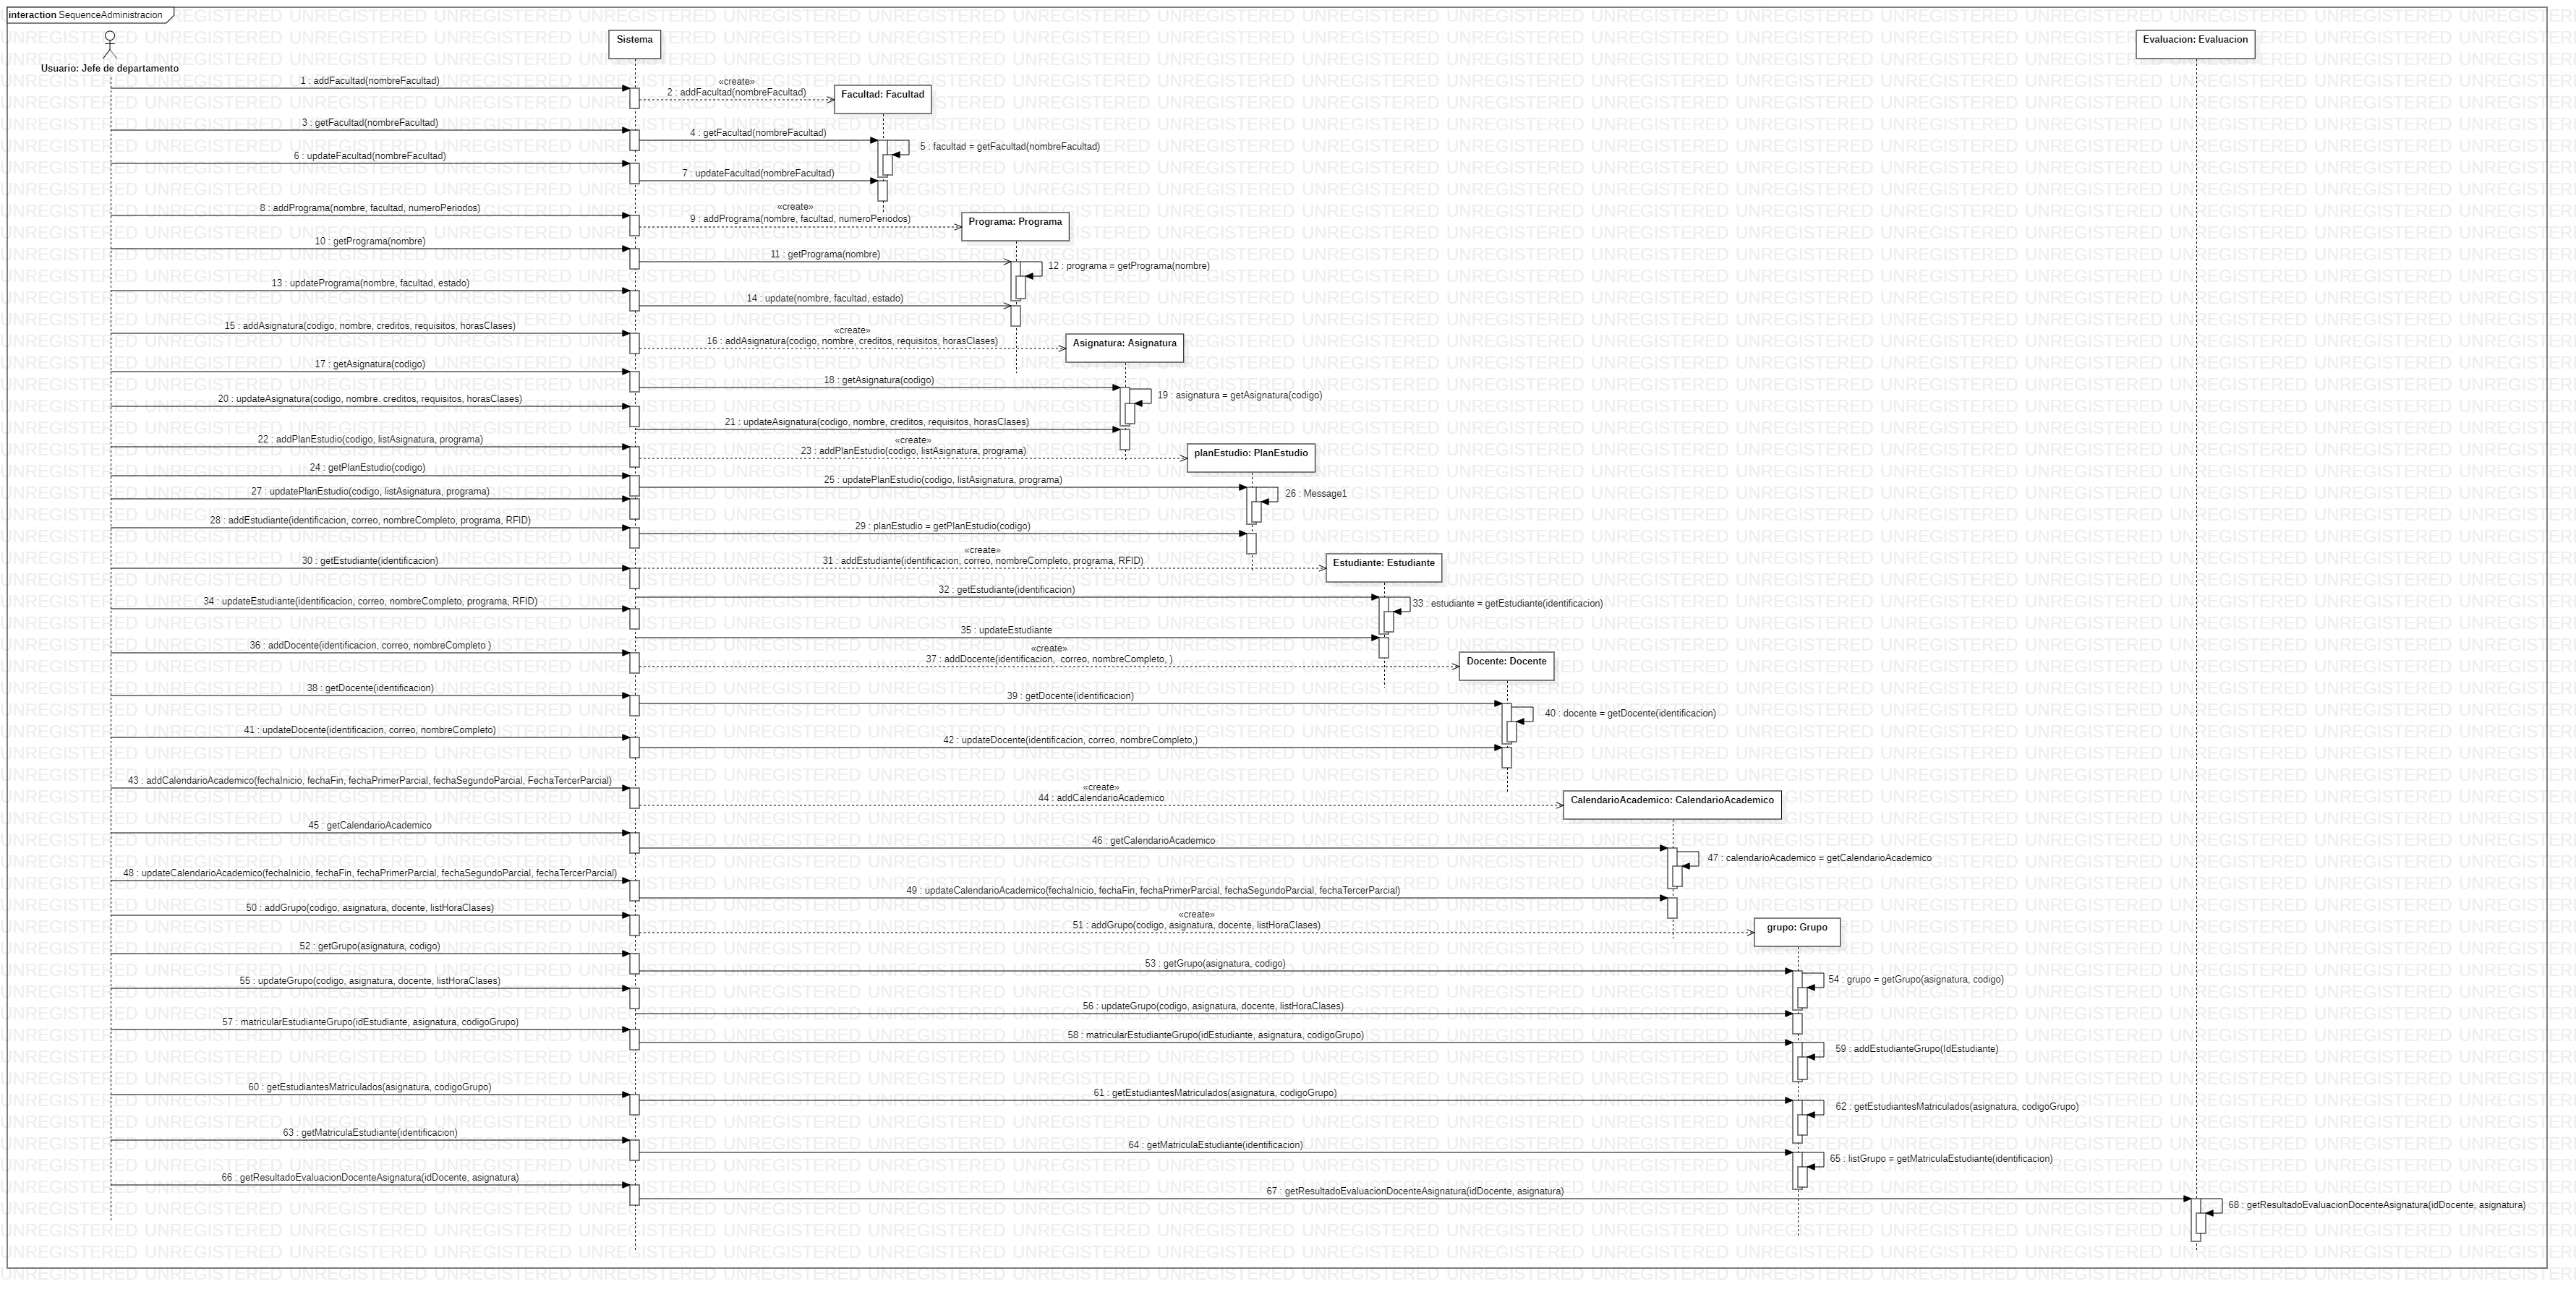 interaction SequenceAdministracion
Usuario: Jefe de departamento
Sistema
Evaluacion: Evaluacion
1 : addFacultad(nombreFacultad)
«create»
2 : addFacultad(nombreFacultad)
Facultad: Facultad
3 : getFacultad(nombreFacultad)
4 : getFacultad(nombreFacultad)
5 : facultad = getFacultad(nombreFacultad)
6 : updateFacultad(nombreFacultad)
7 : updateFacultad(nombreFacultad)
8 : addPrograma(nombre, facultad, numeroPeriodos)
«create»
9 : addPrograma(nombre, facultad, numeroPeriodos)
Programa: Programa
10 : getPrograma(nombre)
11 : getPrograma(nombre)
12 : programa = getPrograma(nombre)
13 : updatePrograma(nombre, facultad, estado)
14 : update(nombre, facultad, estado)
15 : addAsignatura(codigo, nombre, creditos, requisitos, horasClases)
«create»
16 : addAsignatura(codigo, nombre, creditos, requisitos, horasClases)
Asignatura: Asignatura
17 : getAsignatura(codigo)
18 : getAsignatura(codigo)
19 : asignatura = getAsignatura(codigo)
20 : updateAsignatura(codigo, nombre. creditos, requisitos, horasClases)
21 : updateAsignatura(codigo, nombre, creditos, requisitos, horasClases)
22 : addPlanEstudio(codigo, listAsignatura, programa)
«create»
23 : addPlanEstudio(codigo, listAsignatura, programa)
planEstudio: PlanEstudio
24 : getPlanEstudio(codigo)
25 : updatePlanEstudio(codigo, listAsignatura, programa)
26 : Message1
27 : updatePlanEstudio(codigo, listAsignatura, programa)
28 : addEstudiante(identificacion, correo, nombreCompleto, programa, RFID)
29 : planEstudio = getPlanEstudio(codigo)
30 : getEstudiante(identificacion)
«create»
31 : addEstudiante(identificacion, correo, nombreCompleto, programa, RFID)
Estudiante: Estudiante
32 : getEstudiante(identificacion)
33 : estudiante = getEstudiante(identificacion)
34 : updateEstudiante(identificacion, correo, nombreCompleto, programa, RFID)
35 : updateEstudiante
36 : addDocente(identificacion, correo, nombreCompleto )
«create»
37 : addDocente(identificacion,  correo, nombreCompleto, )
Docente: Docente
38 : getDocente(identificacion)
39 : getDocente(identificacion)
40 : docente = getDocente(identificacion)
41 : updateDocente(identificacion, correo, nombreCompleto)
42 : updateDocente(identificacion, correo, nombreCompleto,)
43 : addCalendarioAcademico(fechaInicio, fechaFin, fechaPrimerParcial, fechaSegundoParcial, FechaTercerParcial)
«create»
44 : addCalendarioAcademico
CalendarioAcademico: CalendarioAcademico
45 : getCalendarioAcademico
46 : getCalendarioAcademico
47 : calendarioAcademico = getCalendarioAcademico
48 : updateCalendarioAcademico(fechaInicio, fechaFin, fechaPrimerParcial, fechaSegundoParcial, fechaTercerParcial)
49 : updateCalendarioAcademico(fechaInicio, fechaFin, fechaPrimerParcial, fechaSegundoParcial, fechaTercerParcial)
50 : addGrupo(codigo, asignatura, docente, listHoraClases)
«create»
51 : addGrupo(codigo, asignatura, docente, listHoraClases)
grupo: Grupo
52 : getGrupo(asignatura, codigo)
53 : getGrupo(asignatura, codigo)
54 : grupo = getGrupo(asignatura, codigo)
55 : updateGrupo(codigo, asignatura, docente, listHoraClases)
56 : updateGrupo(codigo, asignatura, docente, listHoraClases)
57 : matricularEstudianteGrupo(idEstudiante, asignatura, codigoGrupo)
58 : matricularEstudianteGrupo(idEstudiante, asignatura, codigoGrupo)
59 : addEstudianteGrupo(IdEstudiante)
60 : getEstudiantesMatriculados(asignatura, codigoGrupo)
61 : getEstudiantesMatriculados(asignatura, codigoGrupo)
62 : getEstudiantesMatriculados(asignatura, codigoGrupo)
63 : getMatriculaEstudiante(identificacion)
64 : getMatriculaEstudiante(identificacion)
65 : listGrupo = getMatriculaEstudiante(identificacion)
66 : getResultadoEvaluacionDocenteAsignatura(idDocente, asignatura)
67 : getResultadoEvaluacionDocenteAsignatura(idDocente, asignatura)
68 : getResultadoEvaluacionDocenteAsignatura(idDocente, asignatura)
UNREGISTERED